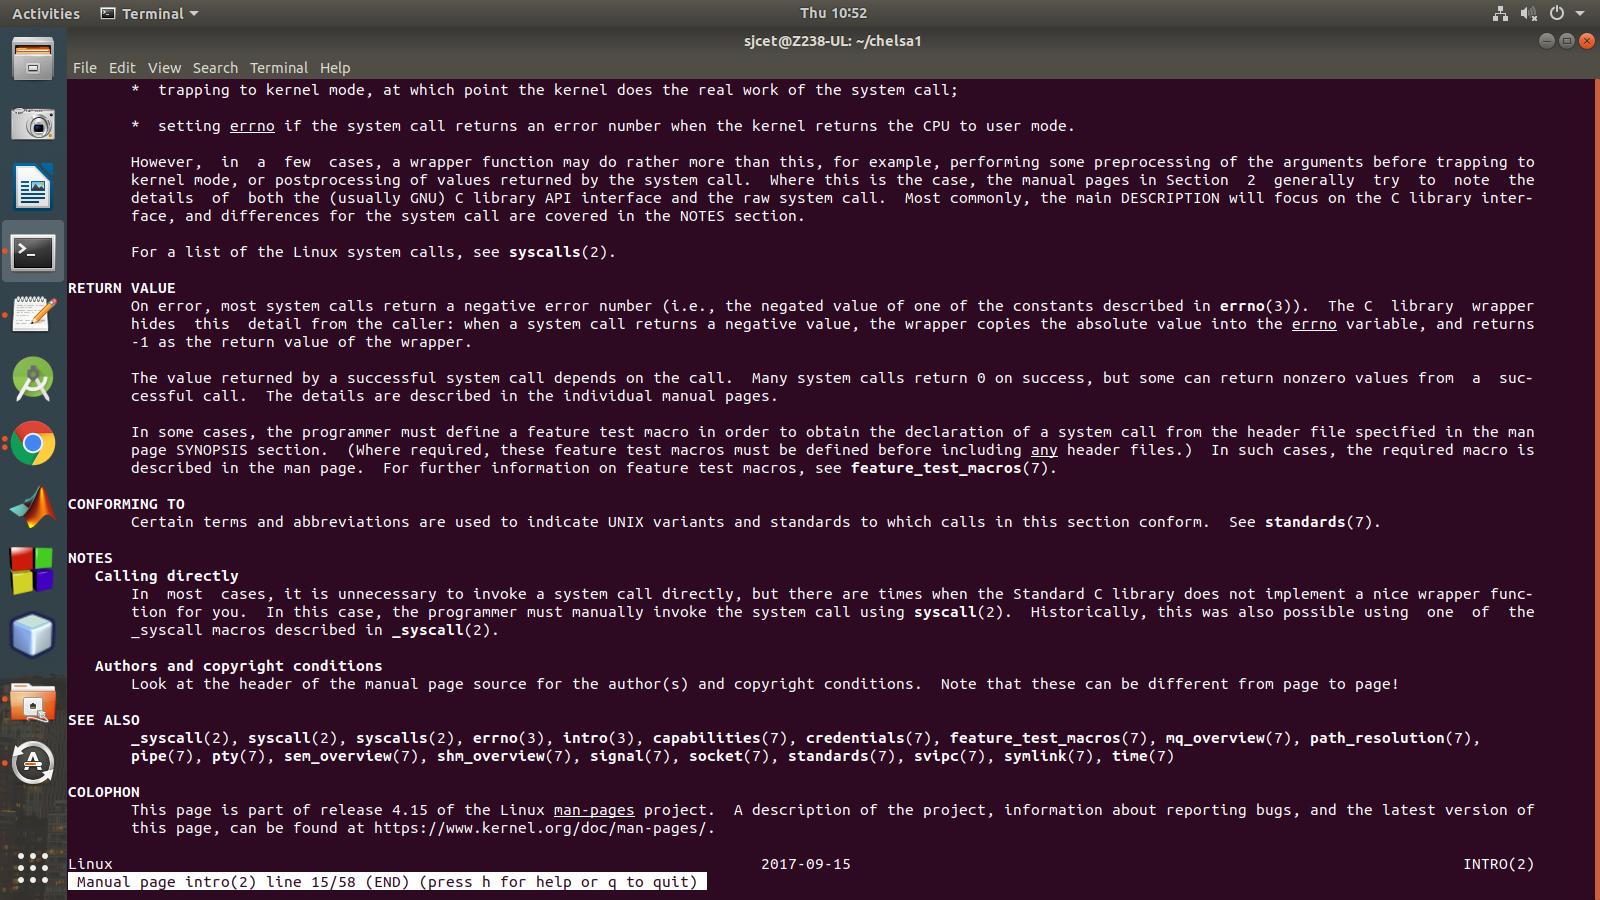 Activities Terminal Thu 10:52
sjcet@Z238-UL: ~/chelsa1
File Edit View Search Terminal Help
* trapping to kernel mode, at which point the kernel does the real work of the system call;
* setting errno if the system call returns an error number when the kernel returns the CPU to user mode.
However, in a few cases, a wrapper function may do rather more than this, for example, performing some preprocessing of the arguments before trapping to
kernel mode, or postprocessing of values returned by the system call. Where this is the case, the manual pages in Section 2 generally try to note the
details of both the (usually GNU) C library API interface and the raw system call. Most commonly, the main DESCRIPTION will focus on the C library inter-
face, and differences for the system call are covered in the NOTES section.
For a list of the Linux system calls, see syscalls(2).
RETURN VALUE
On error, most system calls return a negative error number (i.e., the negated value of one of the constants described in errno(3)). The C library wrapper
hides this detail from the caller: when a system call returns a negative value, the wrapper copies the absolute value into the errno variable, and returns
-1 as the return value of the wrapper.
The value returned by a successful system call depends on the call. Many system calls return 0 on success, but some can return nonzero values from a suc-
cessful call. The details are described in the individual manual pages.
In some cases, the programmer must define a feature test macro in order to obtain the declaration of a system call from the header file specified in the man
page SYNOPSIS section. (Where required, these feature test macros must be defined before including any header files.) In such cases, the required macro is
described in the man page. For further information on feature test macros, see feature_test_macros(7).
CONFORMING TO
Certain terms and abbreviations are used to indicate UNIX variants and standards to which calls in this section conform. See standards(7).
NOTES
Calling directly
In most cases, it is unnecessary to invoke a system call directly, but there are times when the Standard C library does not implement a nice wrapper func-
tion for you. In this case, the programmer must manually invoke the system call using syscall(2). Historically, this was also possible using one of the
_syscall macros described in _syscall(2).
Authors and copyright conditions
Look at the header of the manual page source for the author(s) and copyright conditions. Note that these can be different from page to page!
SEE ALSO
_syscall(2), syscall(2), syscalls(2), errno(3), intro(3), capabilities(7), credentials(7), feature_test_macros(7), mq_overview(7), path_resolution(7),
pipe(7), pty(7), sem_overview(7), shm_overview(7), signal(7), socket(7), standards(7), svipc(7), symlink(7), time(7)
COLOPHON
This page is part of release 4.15 of the Linux man-pages project. A description of the project, information about reporting bugs, and the latest version of
this page, can be found at https://www.kernel.org/doc/man-pages/.
Linux 2017-09-15 INTRO(2)
Manual page intro(2) line 15/58 (END) (press h for help or q to quit)